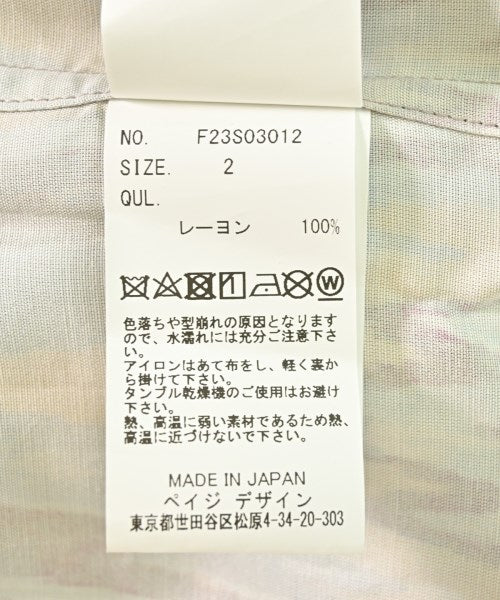 NO. F23S03012
SIZE. 2
QUL.
レーヨン 100%
W
色落ちや型崩れの原因となります
ので、水濡れには充分ご注意下さ
い。
アイロンはあて布をし、軽く裏か
ら掛けて下さい。
タンブル乾燥機のご使用はお避け
下さい。
熱、高温に弱い素材であるため熱、
高温に近づけないで下さい。
MADE IN JAPAN
ペイジ デザイン
東京都世田谷区松原4-34-20-303